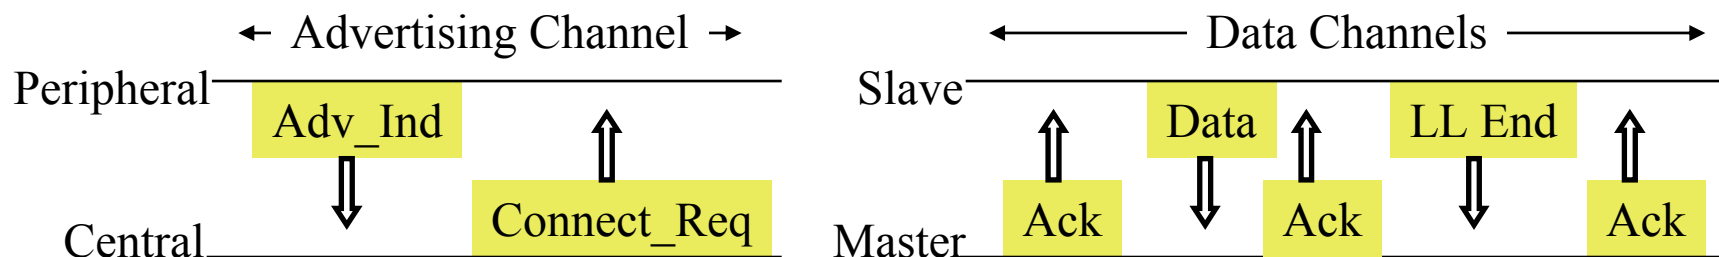 Advertising Channel
Data Channels
Peripheral
Slave
Adv_Ind
Data
LL End
Connect_Req
Ack
Ack
Ack
Central
Master